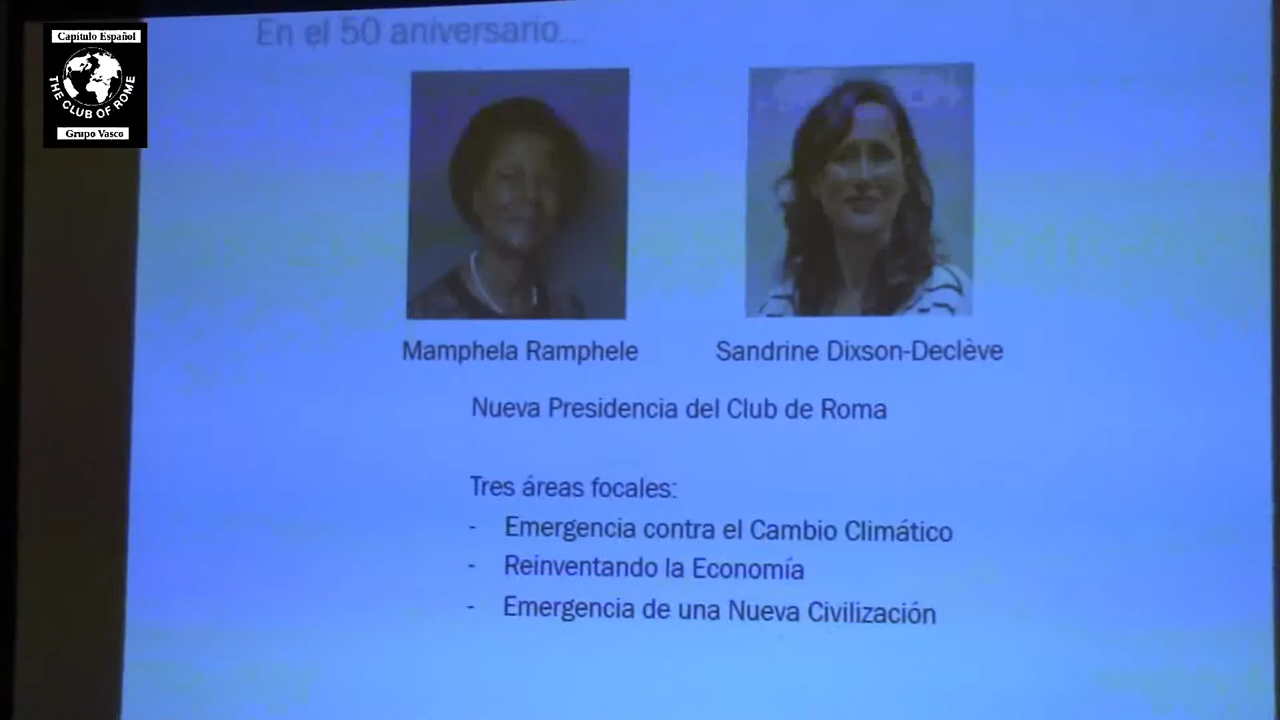 Capítulo Español
THE CLUB OF ROME
Grupo Vasco
En el 50 aniversario...
Mamphela Ramphele
Sandrine Dixson-Declève
Nueva Presidencia del Club de Roma
Tres áreas focales:
- Emergencia contra el Cambio Climático
- Reinventando la Economía
- Emergencia de una Nueva Civilización